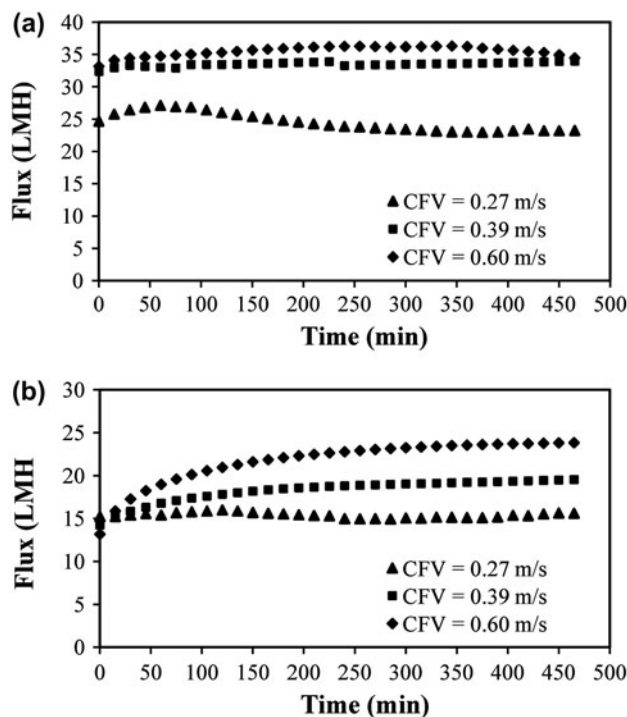 (a)
40
35
30
25
20
15
10
5
0
Flux (LMH)
CFV = 0.27 m/s
CFV = 0.39 m/s
CFV = 0.60 m/s
0 50 100 150 200 250 300 350 400 450 500
Time (min)
(b)
30
25
20
15
10
5
0
Flux (LMH
CFV = 0.27 m/s
CFV = 0.39 m/s
CFV = 0.60 m/s
0 50 100 150 200 250 300 350 400 450 500
Time (min)